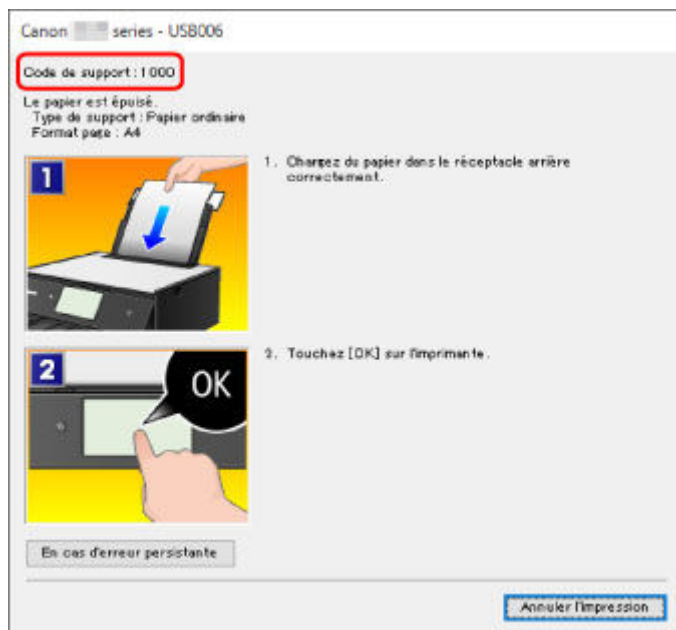 Canon series - USB006
Code de support : 1000
Le papier est épuisé.
Type de support : Papier ordinaire
Format page : A4
1
1. Chargez du papier dans le réceptacle arrière
correctement.
2
OK
2. Touchez [OK] sur l'imprimante.
En cas d'erreur persistante
Annuler l'impression